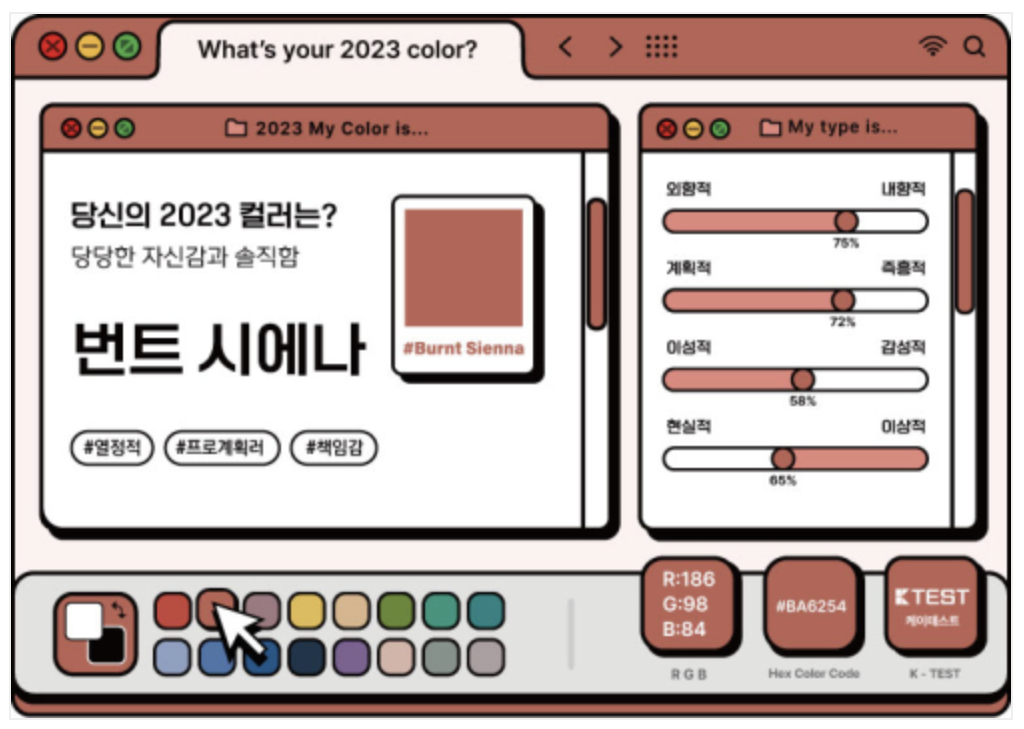 What's your 2023 color?
2023 My Color is...
당신의 2023 컬러는?
당당한 자신감과 솔직함
번트 시에나
#열정적 #프로계획러 #책임감
#Burnt Sienna
My type is...
외향적 내향적
75%
계획적 즉흥적
72%
이성적 감성적
58%
현실적 이상적
65%
R:186
G:98
B:84
R G B
#BA6254
Hex Color Code
KTEST
케이테스트
K - TEST